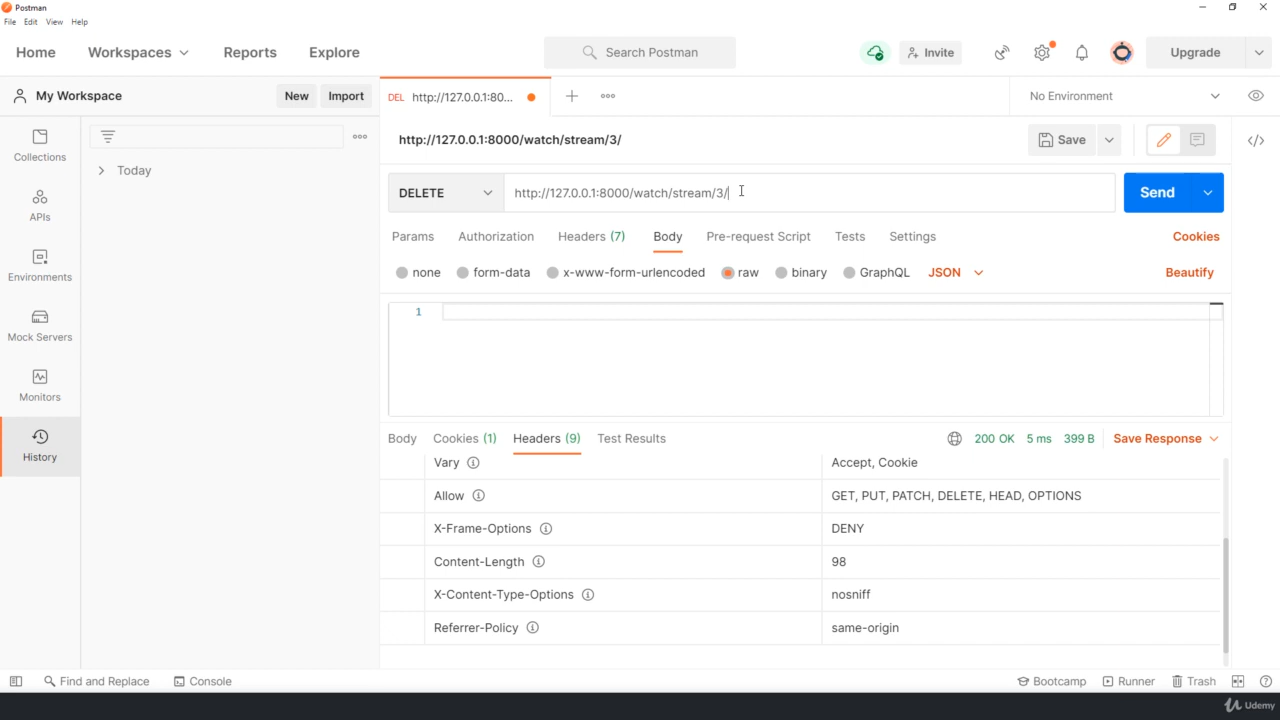 Postman
File Edit View Help
Home Workspaces Reports Explore Search Postman Invite Upgrade
My Workspace New Import DEL http://127.0.0.1:80... No Environment
http://127.0.0.1:8000/watch/stream/3/ Save
Collections
Today
DELETE http://127.0.0.1:8000/watch/stream/3/ Send
APIs
Params Authorization Headers (7) Body Pre-request Script Tests Settings Cookies
Environments
none form-data x-www-form-urlencoded raw binary GraphQL JSON Beautify
1
Mock Servers
Monitors
History
Body Cookies (1) Headers (9) Test Results 200 OK 5 ms 399 B Save Response
Vary Accept, Cookie
Allow GET, PUT, PATCH, DELETE, HEAD, OPTIONS
X-Frame-Options DENY
Content-Length 98
X-Content-Type-Options nosniff
Referrer-Policy same-origin
Find and Replace Console Bootcamp Runner Trash
Udemy